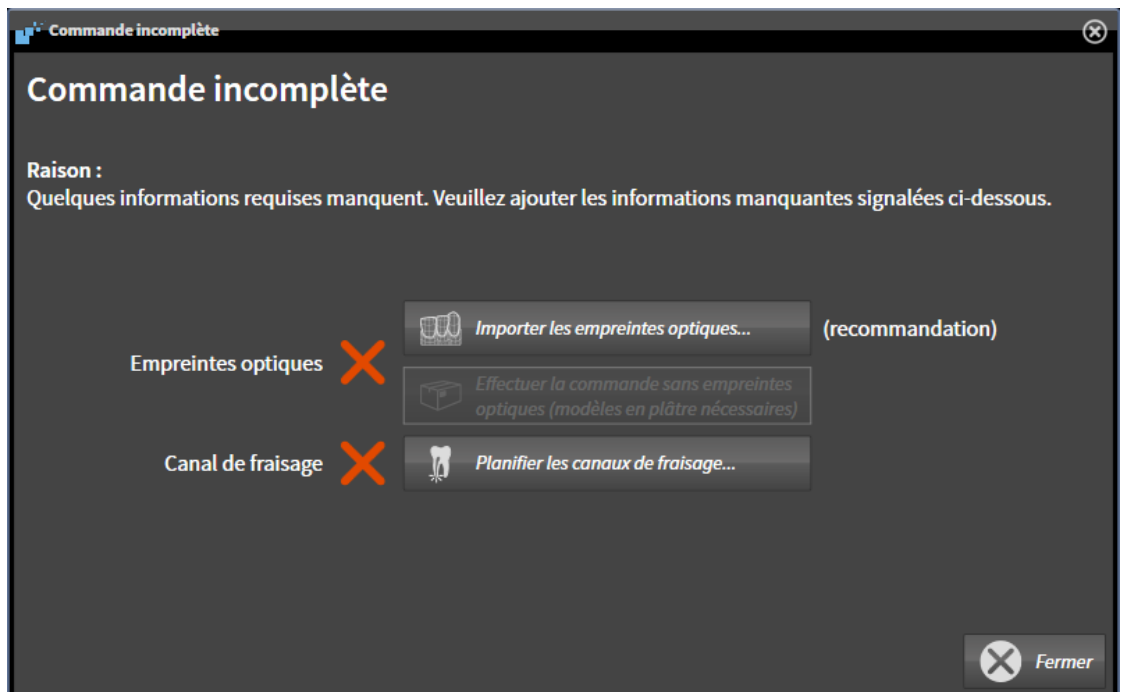 Commande incomplète
Commande incomplète
Raison :
Quelques informations requises manquent. Veuillez ajouter les informations manquantes signalées ci-dessous.
Importer les empreintes optiques...
(recommandation)
Empreintes optiques
Effectuer la commande sans empreintes
optiques (modèles en plâtre nécessaires)
Canal de fraisage
Planifier les canaux de fraisage...
Fermer